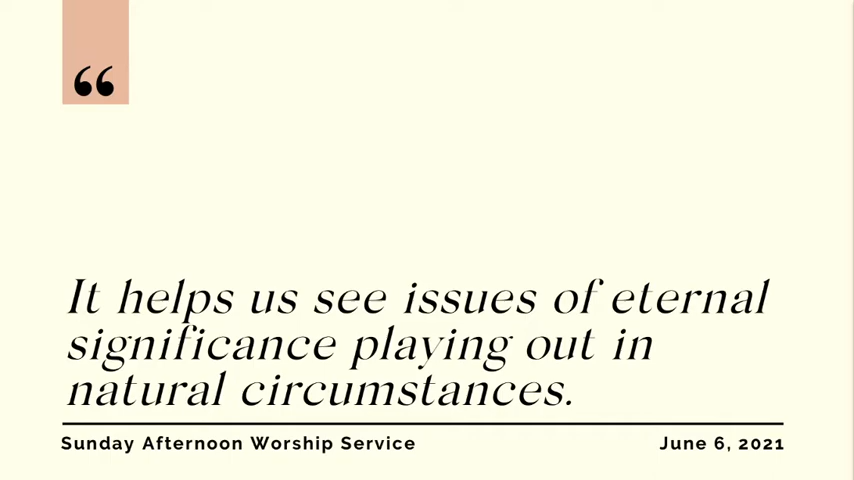 “
It helps us see issues of eternal
significance playing out in
natural circumstances.
Sunday Afternoon Worship Service
June 6, 2021